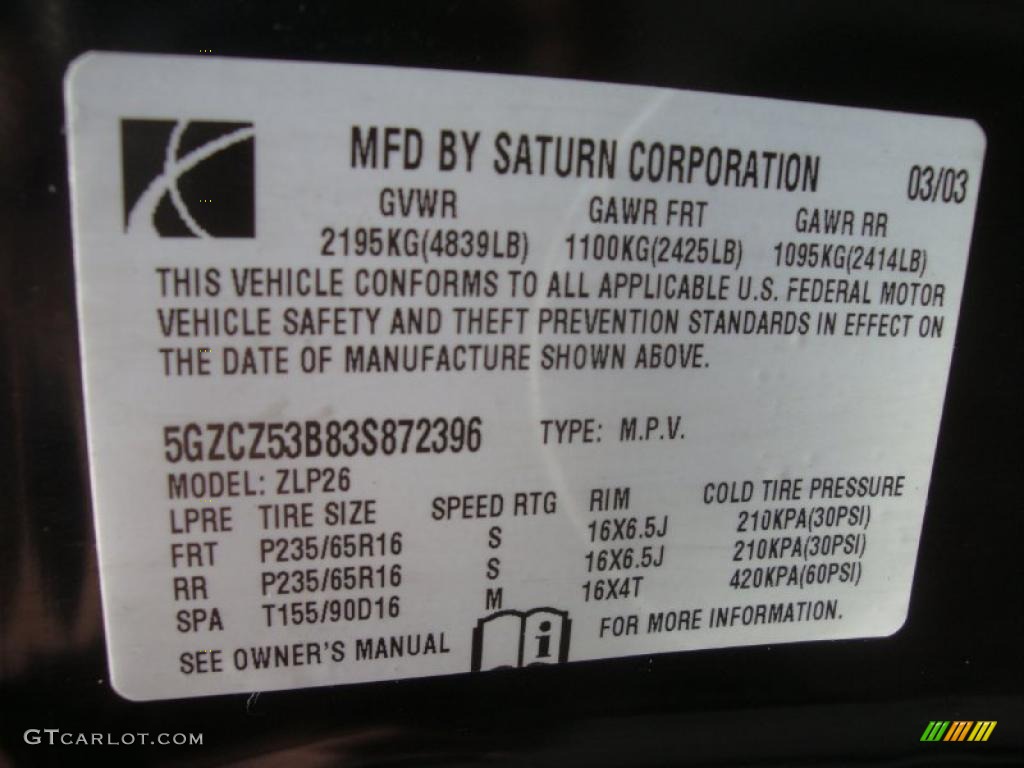 MFD BY SATURN CORPORATION 03/03
GVWR GAWR FRT GAWR RR
2195KG(4839LB) 1100KG(2425LB) 1095KG(2414LB)
THIS VEHICLE CONFORMS TO ALL APPLICABLE U.S. FEDERAL MOTOR
VEHICLE SAFETY AND THEFT PREVENTION STANDARDS IN EFFECT ON
THE DATE OF MANUFACTURE SHOWN ABOVE.
5GZCZ53B83S872396 TYPE: M.P.V.
MODEL: ZLP26
LPRE TIRE SIZE SPEED RTG RIM COLD TIRE PRESSURE
FRT P235/65R16 S 16X6.5J 210KPA(30PSI)
RR P235/65R16 S 16X6.5J 210KPA(30PSI)
SPA T155/90D16 M 16X4T 420KPA(60PSI)
SEE OWNER'S MANUAL i FOR MORE INFORMATION.
GTCARLOT.COM